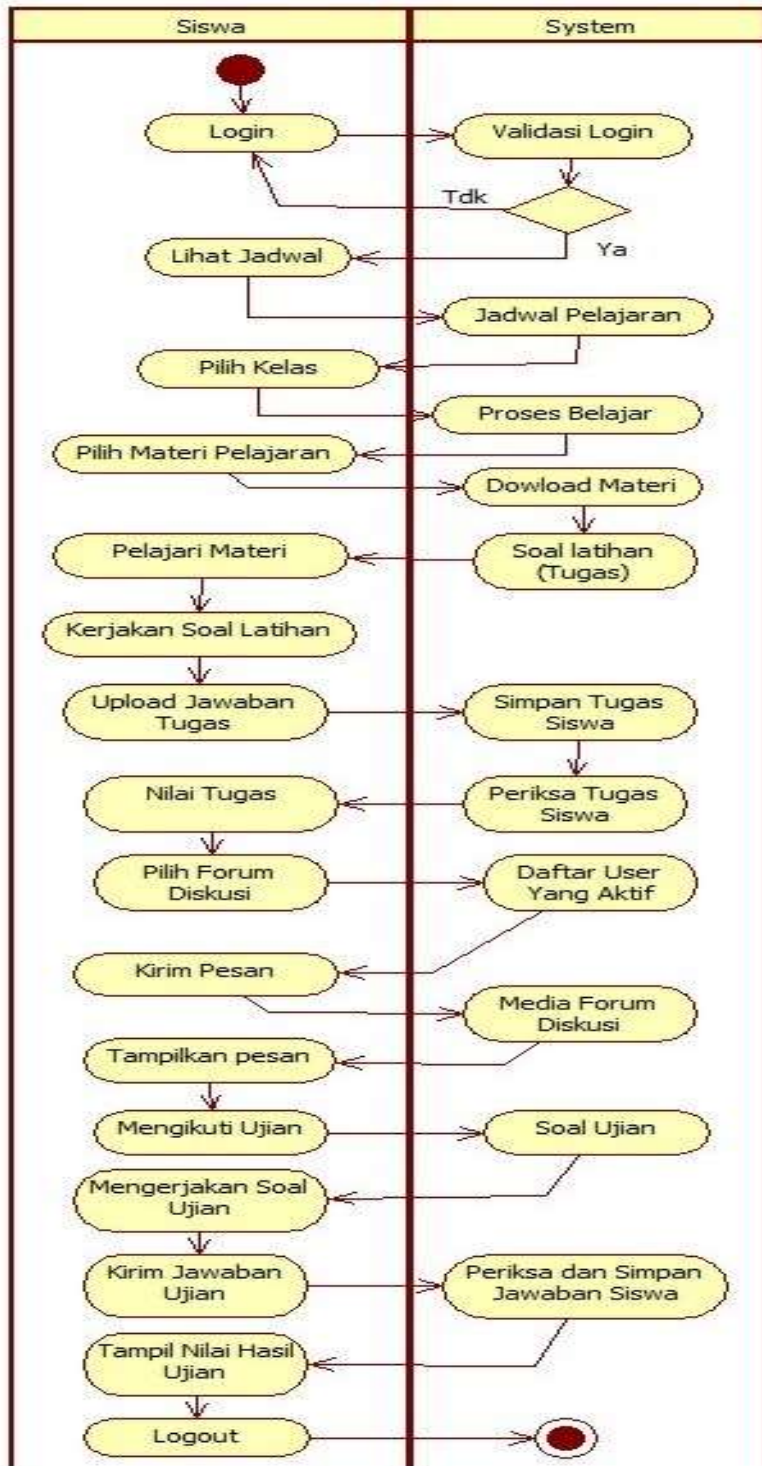 Siswa
System
Login
Validasi Login
Tdk
Ya
Lihat Jadwal
Jadwal Pelajaran
Pilih Kelas
Proses Belajar
Pilih Materi Pelajaran
Dowload Materi
Pelajari Materi
Soal latihan
(Tugas)
Kerjakan Soal Latihan
Upload Jawaban
Tugas
Simpan Tugas
Siswa
Nilai Tugas
Periksa Tugas
Siswa
Pilih Forum
Diskusi
Daftar User
Yang Aktif
Kirim Pesan
Media Forum
Diskusi
Tampilkan pesan
Mengikuti Ujian
Soal Ujian
Mengerjakan Soal
Ujian
Kirim Jawaban
Ujian
Periksa dan Simpan
Jawaban Siswa
Tampil Nilai Hasil
Ujian
Logout